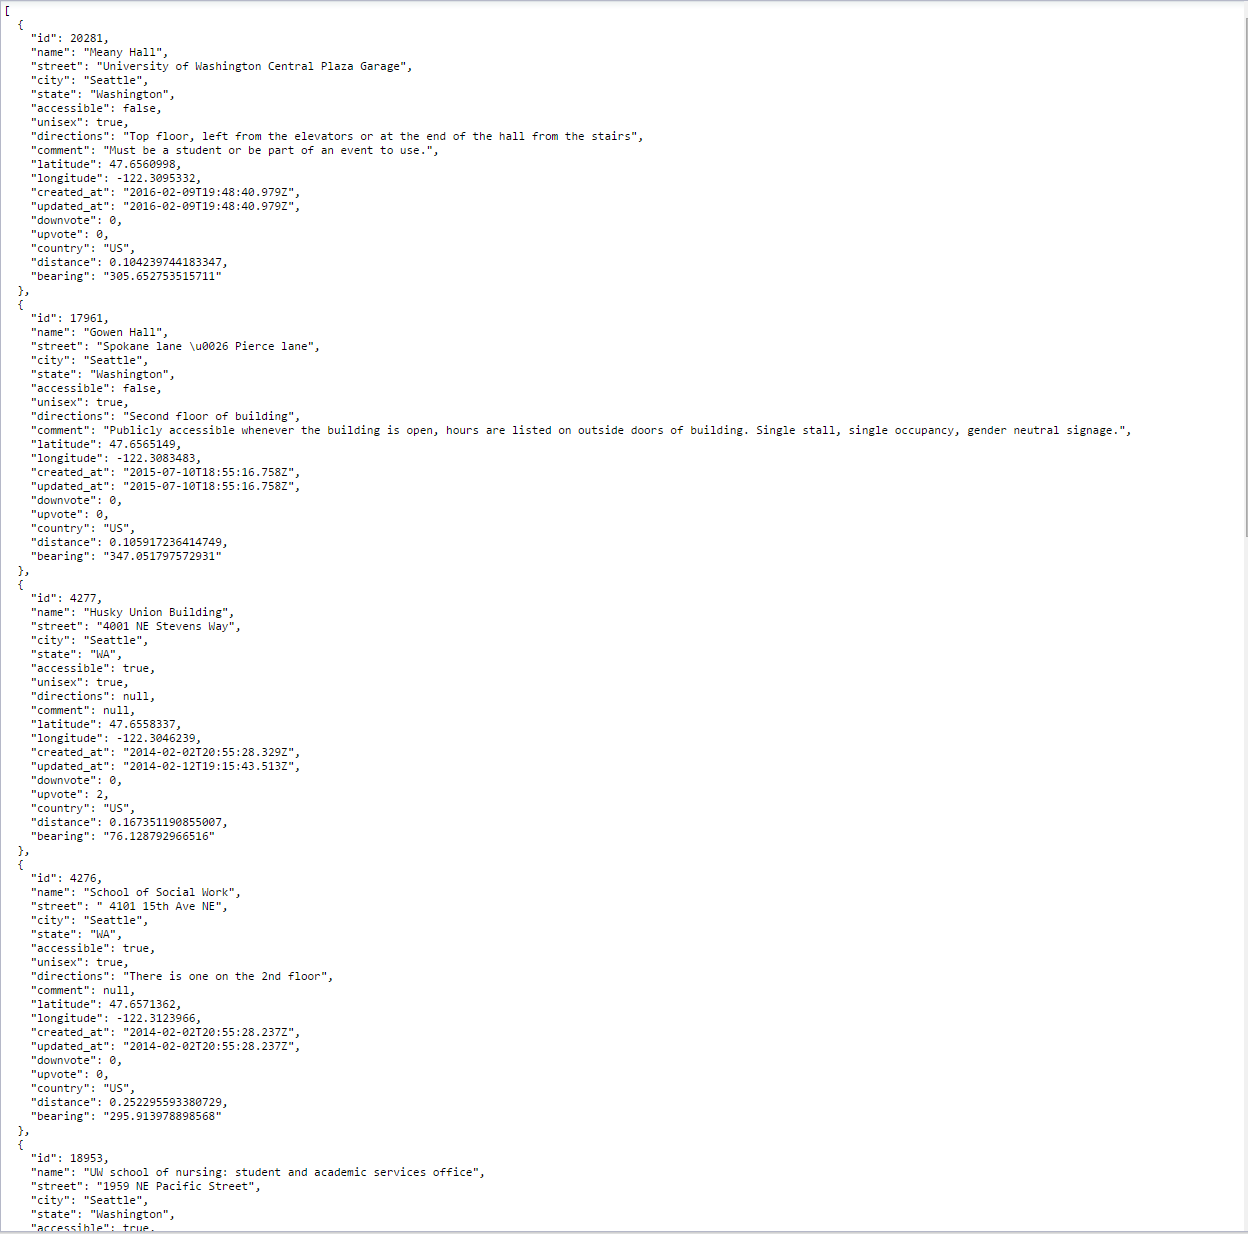 [
  {
    "id": 20281,
    "name": "Meany Hall",
    "street": "University of Washington Central Plaza Garage",
    "city": "Seattle",
    "state": "Washington",
    "accessible": false,
    "unisex": true,
    "directions": "Top floor, left from the elevators or at the end of the hall from the stairs",
    "comment": "Must be a student or be part of an event to use.",
    "latitude": 47.6560998,
    "longitude": -122.3095332,
    "created_at": "2016-02-09T19:48:40.979Z",
    "updated_at": "2016-02-09T19:48:40.979Z",
    "downvote": 0,
    "upvote": 0,
    "country": "US",
    "distance": 0.104239744183347,
    "bearing": "305.652753515711"
  },
  {
    "id": 17961,
    "name": "Gowen Hall",
    "street": "Spokane lane \u0026 Pierce lane",
    "city": "Seattle",
    "state": "Washington",
    "accessible": false,
    "unisex": true,
    "directions": "Second floor of building",
    "comment": "Publicly accessible whenever the building is open, hours are listed on outside doors of building. Single stall, single occupancy, gender neutral signage.",
    "latitude": 47.6565149,
    "longitude": -122.3083483,
    "created_at": "2015-07-10T18:55:16.758Z",
    "updated_at": "2015-07-10T18:55:16.758Z",
    "downvote": 0,
    "upvote": 0,
    "country": "US",
    "distance": 0.105917236414749,
    "bearing": "347.051797572931"
  },
  {
    "id": 4277,
    "name": "Husky Union Building",
    "street": "4001 NE Stevens Way",
    "city": "Seattle",
    "state": "WA",
    "accessible": true,
    "unisex": true,
    "directions": null,
    "comment": null,
    "latitude": 47.6558337,
    "longitude": -122.3046239,
    "created_at": "2014-02-02T20:55:28.329Z",
    "updated_at": "2014-02-12T19:15:43.513Z",
    "downvote": 0,
    "upvote": 2,
    "country": "US",
    "distance": 0.167351190855007,
    "bearing": "76.128792966516"
  },
  {
    "id": 4276,
    "name": "School of Social Work",
    "street": " 4101 15th Ave NE",
    "city": "Seattle",
    "state": "WA",
    "accessible": true,
    "unisex": true,
    "directions": "There is one on the 2nd floor",
    "comment": null,
    "latitude": 47.6571362,
    "longitude": -122.3123966,
    "created_at": "2014-02-02T20:55:28.237Z",
    "updated_at": "2014-02-02T20:55:28.237Z",
    "downvote": 0,
    "upvote": 0,
    "country": "US",
    "distance": 0.252295593380729,
    "bearing": "295.913978898568"
  },
  {
    "id": 18953,
    "name": "UW school of nursing: student and academic services office",
    "street": "1959 NE Pacific Street",
    "city": "Seattle",
    "state": "Washington",
    "accessible": true,